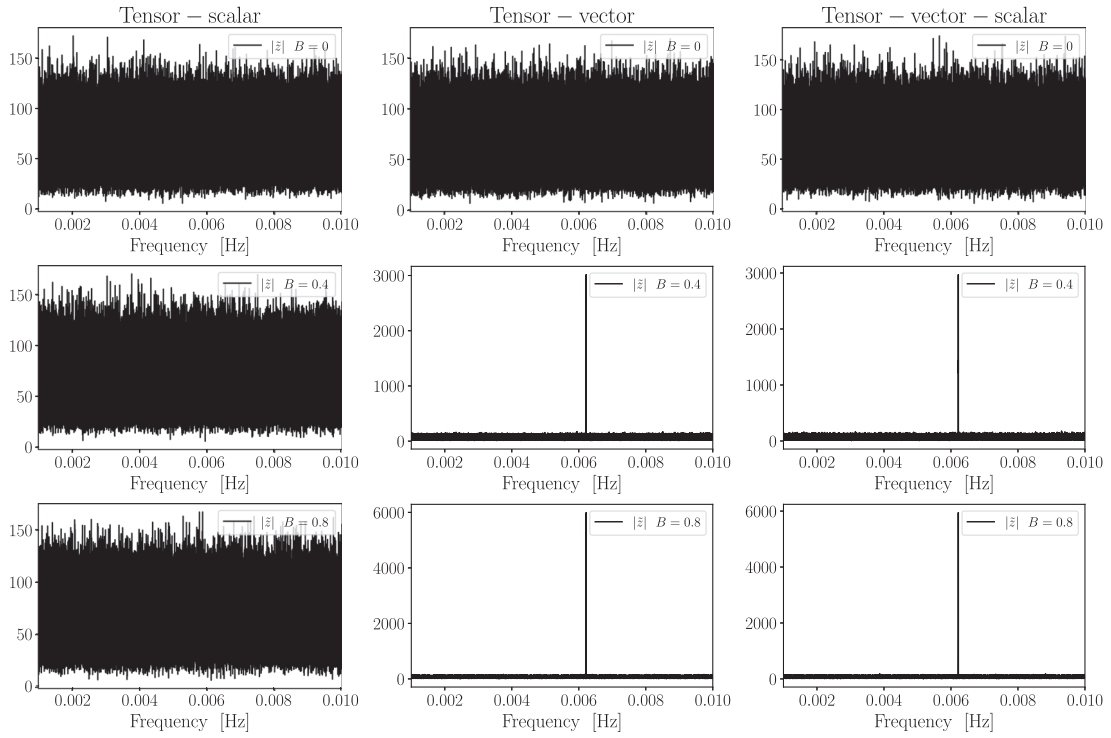 Tensor – scalar
Tensor – vector
Tensor – vector – scalar
|z̃| B = 0
150
100
50
0
0.002 0.004 0.006 0.008 0.010
Frequency [Hz]
|z̃| B = 0
150
100
50
0
0.002 0.004 0.006 0.008 0.010
Frequency [Hz]
|z̃| B = 0
150
100
50
0
0.002 0.004 0.006 0.008 0.010
Frequency [Hz]
|z̃| B = 0.4
150
100
50
0
0.002 0.004 0.006 0.008 0.010
Frequency [Hz]
|z̃| B = 0.4
3000
2000
1000
0
0.002 0.004 0.006 0.008 0.010
Frequency [Hz]
|z̃| B = 0.4
3000
2000
1000
0
0.002 0.004 0.006 0.008 0.010
Frequency [Hz]
|z̃| B = 0.8
150
100
50
0
0.002 0.004 0.006 0.008 0.010
Frequency [Hz]
|z̃| B = 0.8
6000
4000
2000
0
0.002 0.004 0.006 0.008 0.010
Frequency [Hz]
|z̃| B = 0.8
6000
4000
2000
0
0.002 0.004 0.006 0.008 0.010
Frequency [Hz]